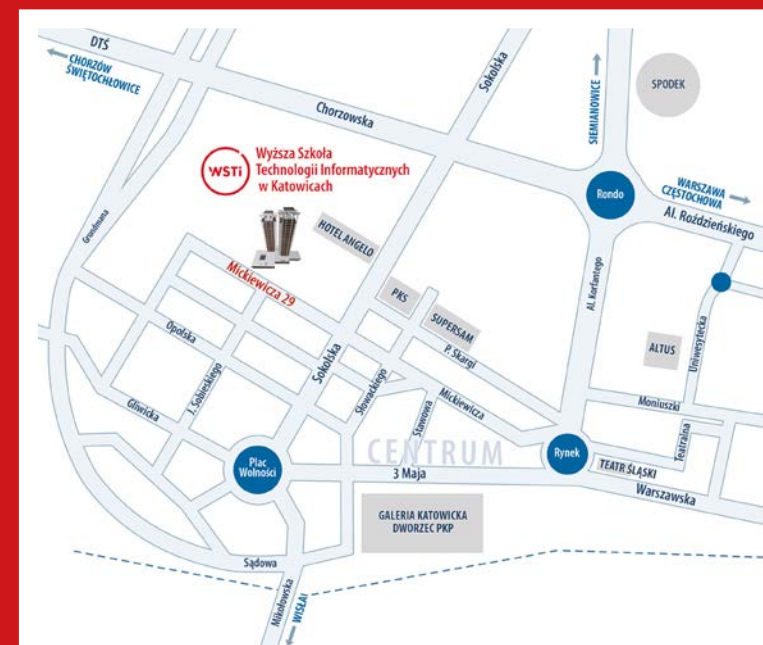 DTŚ
CHORZÓW
ŚWIĘTOCHŁOWICE
Sokolska
SIEMIANOWICE
SPODEK
Chorzowska
WSTi
Wyższa Szkoła
Technologii Informatycznych
w Katowicach
Rondo
WARSZAWA
CZĘSTOCHOWA
Al. Roździeńskiego
Grundmana
HOTEL ANGELO
Mickiewicza 29
PKS
SUPERSAM
Al. Korfantego
Uniwesytecka
ALTUS
Opolska
Sokolska
P. Skargi
J. Sobieskiego
Słowackiego
Mickiewicza
Moniuszki
Gliwicka
Stawowa
Teatralna
CENTRUM
Rynek
Plac
Wolności
3 Maja
TEATR ŚLĄSKI
Warszawska
GALERIA KATOWICKA
DWORZEC PKP
Sądowa
Mikołowska
WISŁA!